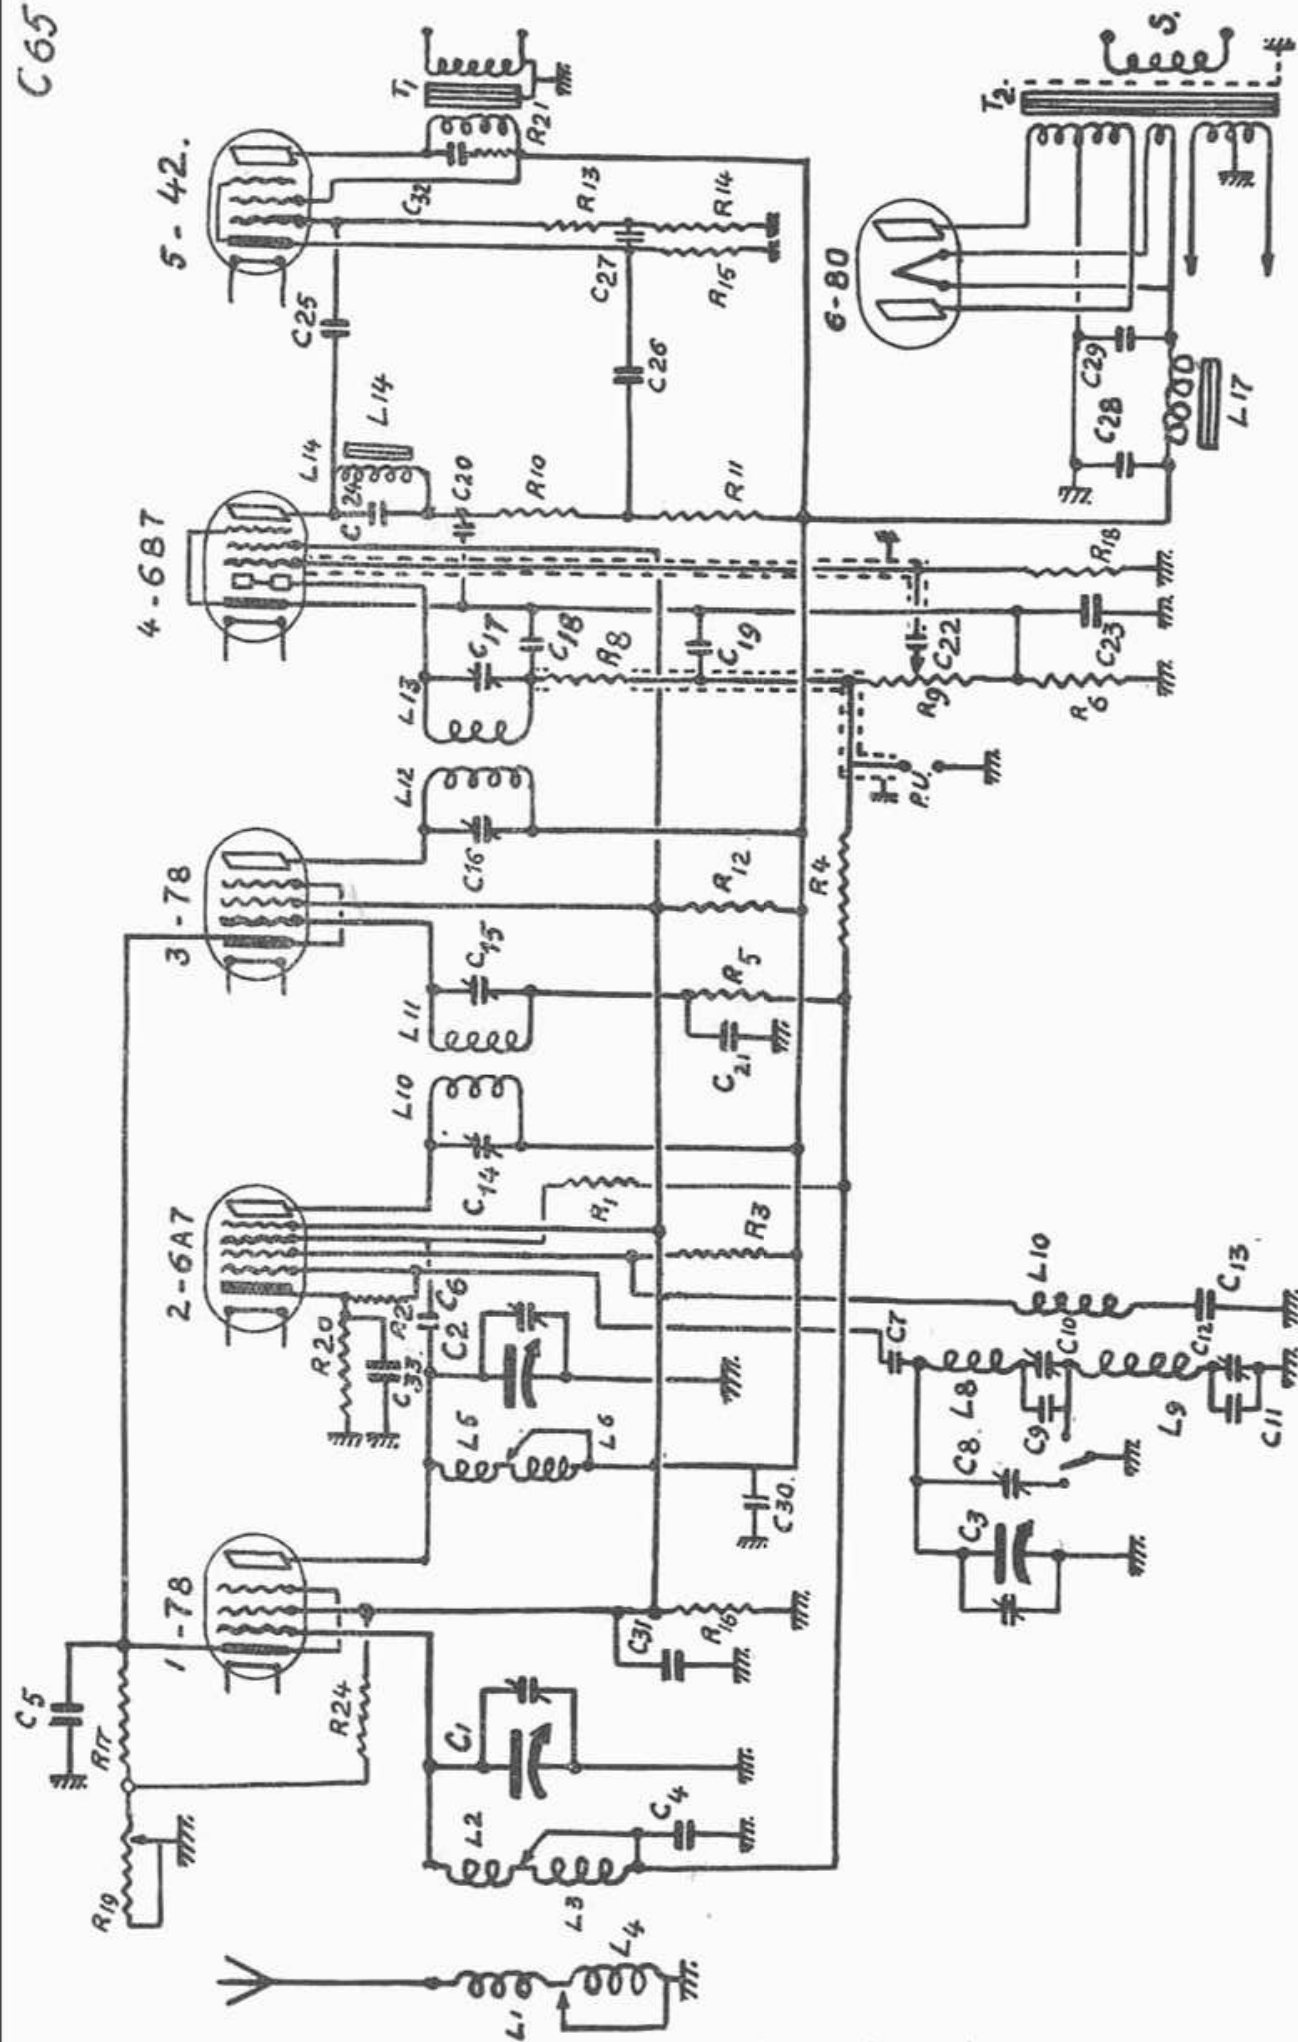 C65
1-78
2-6A7
3-78
4-6B7
5-42.
6-80
C5
R17
R19
R24
R20
C33.
R2
C6
C2
L5
L6
C1
L2
L3
C4
L1
L4
C31
R16
C30.
C14
L10
R1
R3
L11
C15
C21
R5
L12
C16
R12
R4
L13
C17
C18
R8
C19
P.U.
R9
C22
R6
C23
R18
L14
L14
C24
C20
R10
R11
C25
C26
C27
R13
R14
R15
C32
R21
T1
T2.
S.
C29
C28
L17
C7
L8
C10
C9
C8.
C3
L9
C12
C11
L10
C13